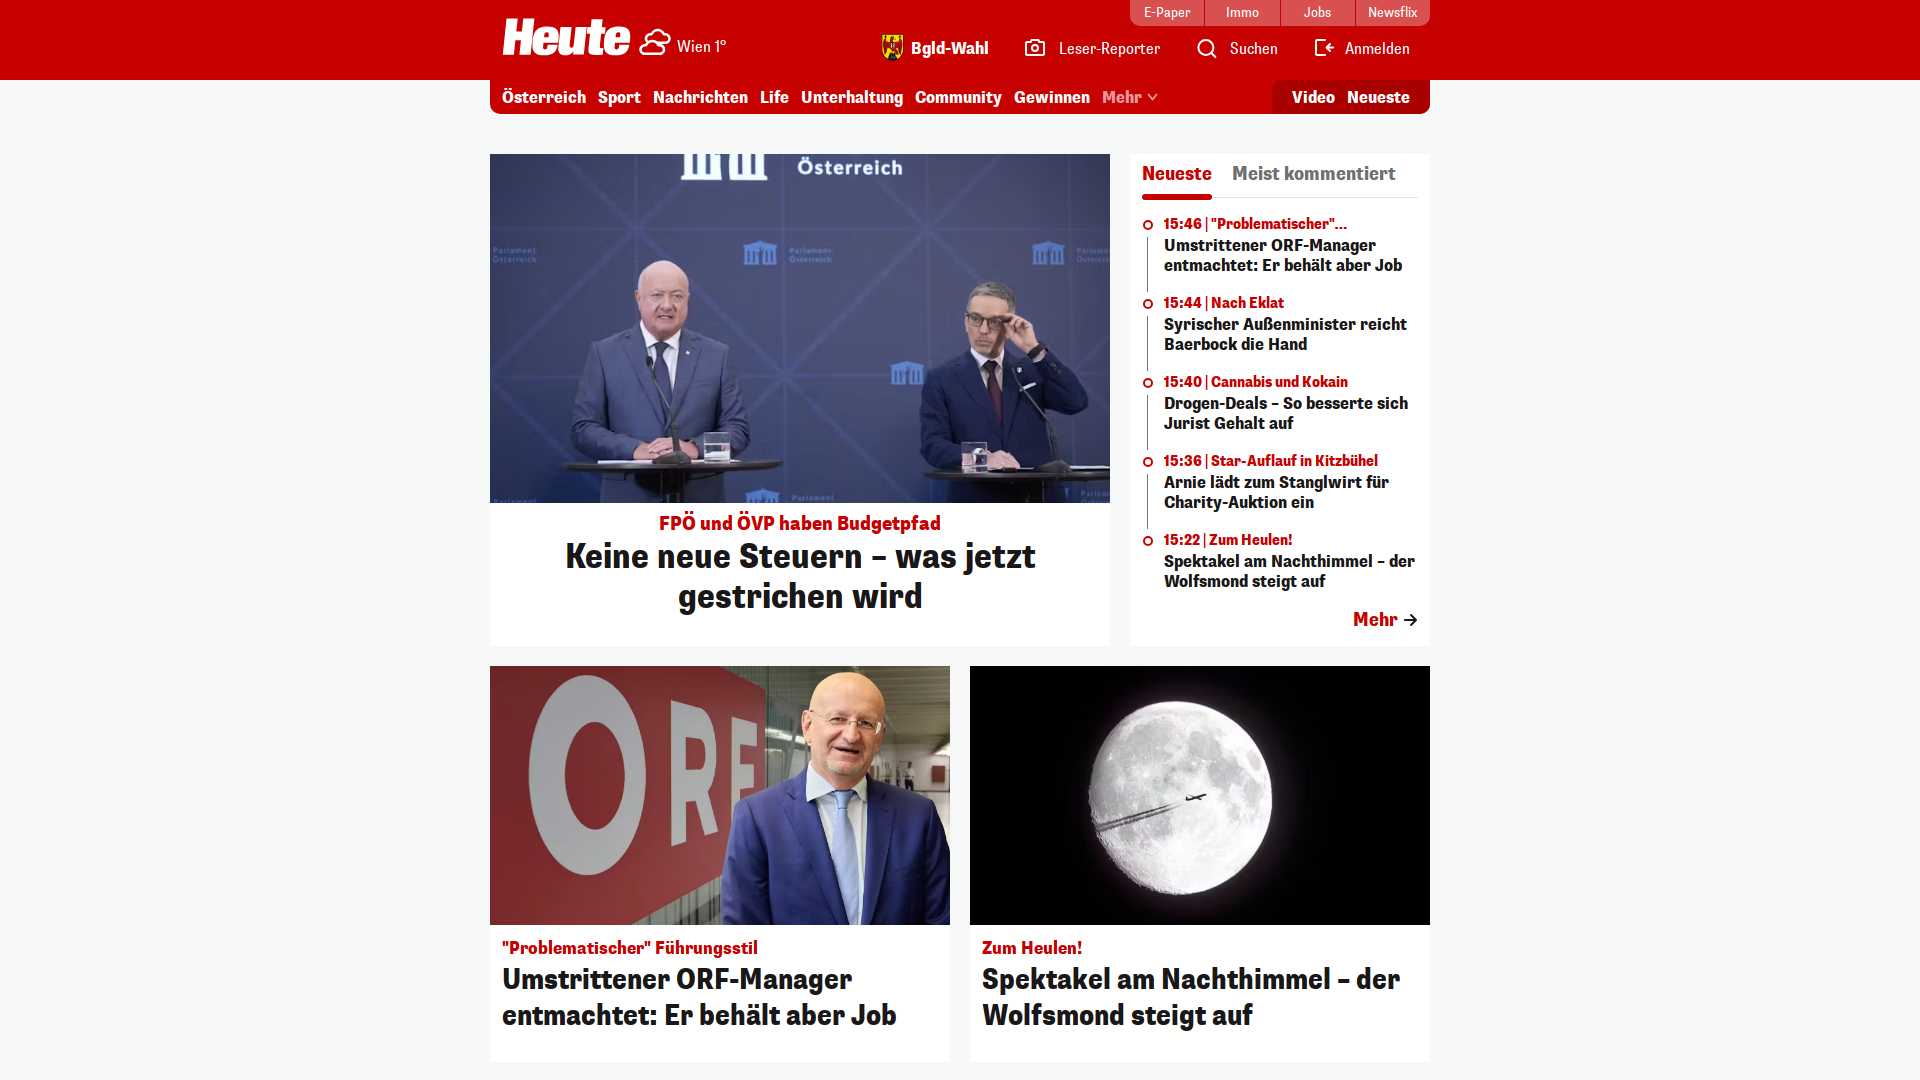 E-Paper
Immo
Jobs
Newsflix
Heute
Wien 1°
Bgld-Wahl
Leser-Reporter
Suchen
Anmelden
Österreich
Sport
Nachrichten
Life
Unterhaltung
Community
Gewinnen
Mehr
Video
Neueste
Österreich
Parlament
Österreich
Parlament
Österreich
Parlament
FPÖ und ÖVP haben Budgetpfad
Keine neue Steuern – was jetzt
gestrichen wird
Neueste
Meist kommentiert
15:46 | "Problematischer"...
Umstrittener ORF-Manager
entmachtet: Er behält aber Job
15:44 | Nach Eklat
Syrischer Außenminister reicht
Baerbock die Hand
15:40 | Cannabis und Kokain
Drogen-Deals – So besserte sich
Jurist Gehalt auf
15:36 | Star-Auflauf in Kitzbühel
Arnie lädt zum Stanglwirt für
Charity-Auktion ein
15:22 | Zum Heulen!
Spektakel am Nachthimmel – der
Wolfsmond steigt auf
Mehr
ORF
"Problematischer" Führungsstil
Umstrittener ORF-Manager
entmachtet: Er behält aber Job
Zum Heulen!
Spektakel am Nachthimmel – der
Wolfsmond steigt auf